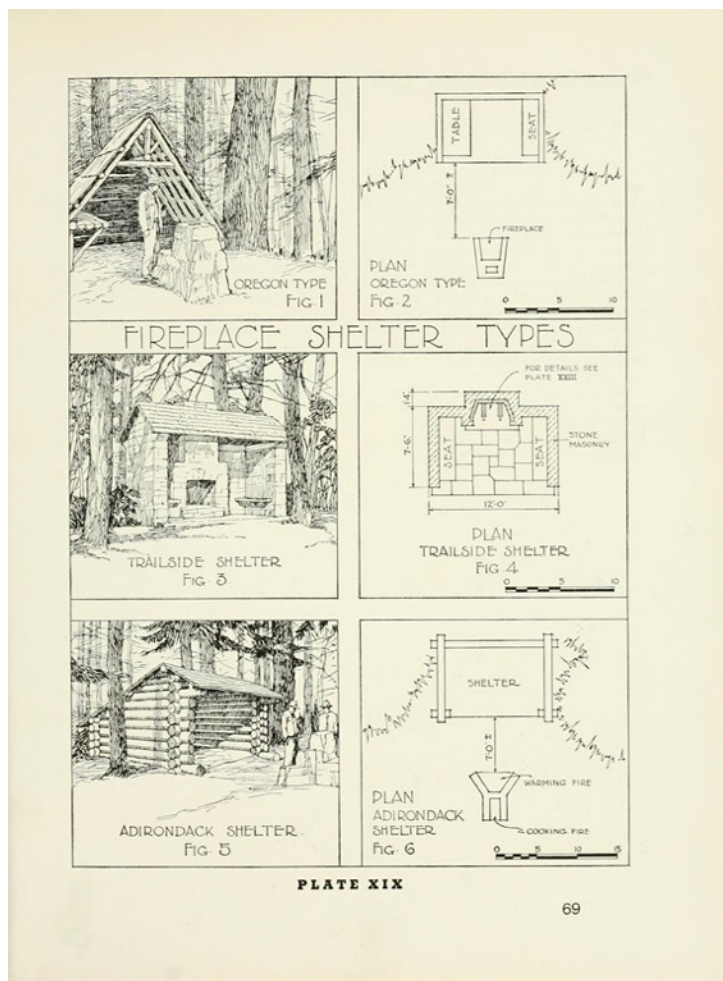 OREGON TYPE
FIG·1
TABLE
SEAT
7'-0" ±
FIREPLACE
PLAN
OREGON TYPE
FIG·2
0 5 10
FIREPLACE SHELTER TYPES
TRAILSIDE SHELTER
FIG·3
FOR DETAILS SEE
PLATE XXIII
1'-4"
7'-6"
SEAT
SEAT
STONE
MASONRY
12'-0"
PLAN
TRAILSIDE SHELTER
FIG·4
0 5 10
ADIRONDACK SHELTER·
FIG·5
SHELTER
7'-0" ±
WARMING FIRE
PLAN
ADIRONDACK
SHELTER
FIG·6
COOKING FIRE
0 5 10 15
PLATE XIX
69